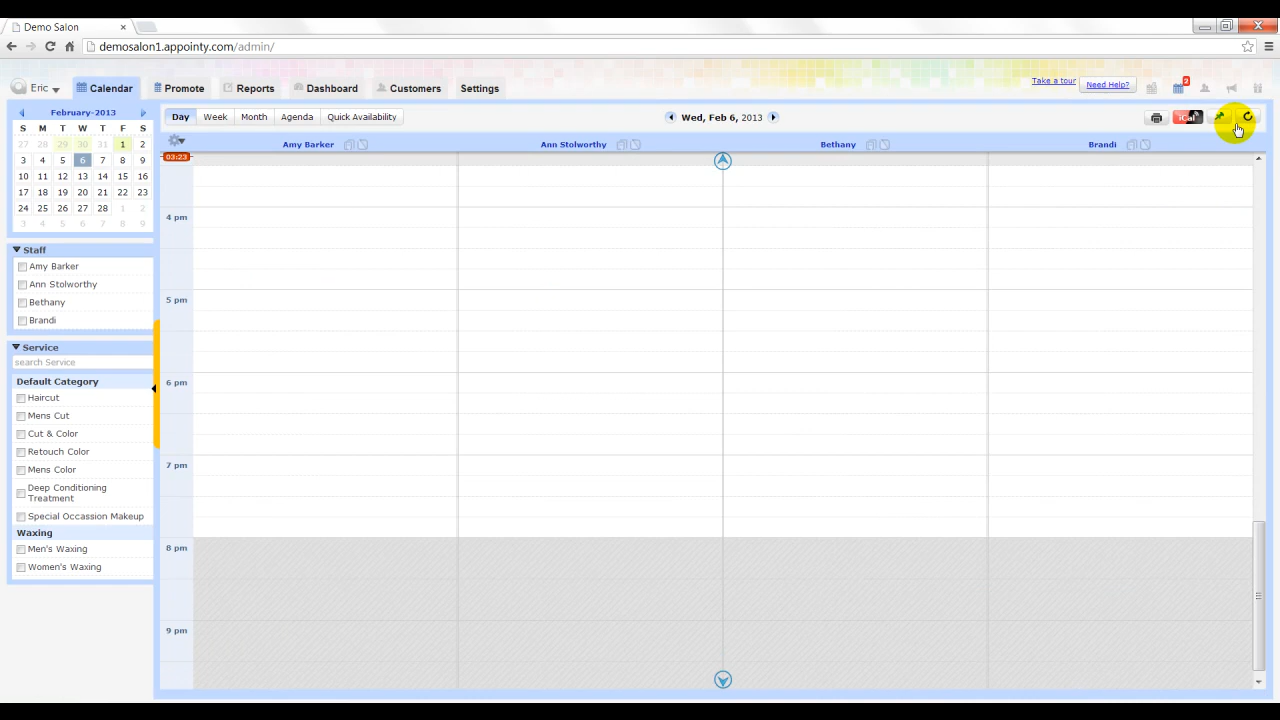 Demo Salon
demosalon1.appointy.com/admin/
Eric
Calendar
Promote
Reports
Dashboard
Customers
Settings
Take a tour
Need Help?
2
February-2013
S M T W T F S
27 28 29 30 31 1 2
3 4 5 6 7 8 9
10 11 12 13 14 15 16
17 18 19 20 21 22 23
24 25 26 27 28 1 2
3 4 5 6 7 8 9
Day
Week
Month
Agenda
Quick Availability
Wed, Feb 6, 2013
iCal
Amy Barker
Ann Stolworthy
Bethany
Brandi
03:23
4 pm
5 pm
6 pm
7 pm
8 pm
9 pm
Staff
Amy Barker
Ann Stolworthy
Bethany
Brandi
Service
search Service
Default Category
Haircut
Mens Cut
Cut & Color
Retouch Color
Mens Color
Deep Conditioning
Treatment
Special Occassion Makeup
Waxing
Men's Waxing
Women's Waxing